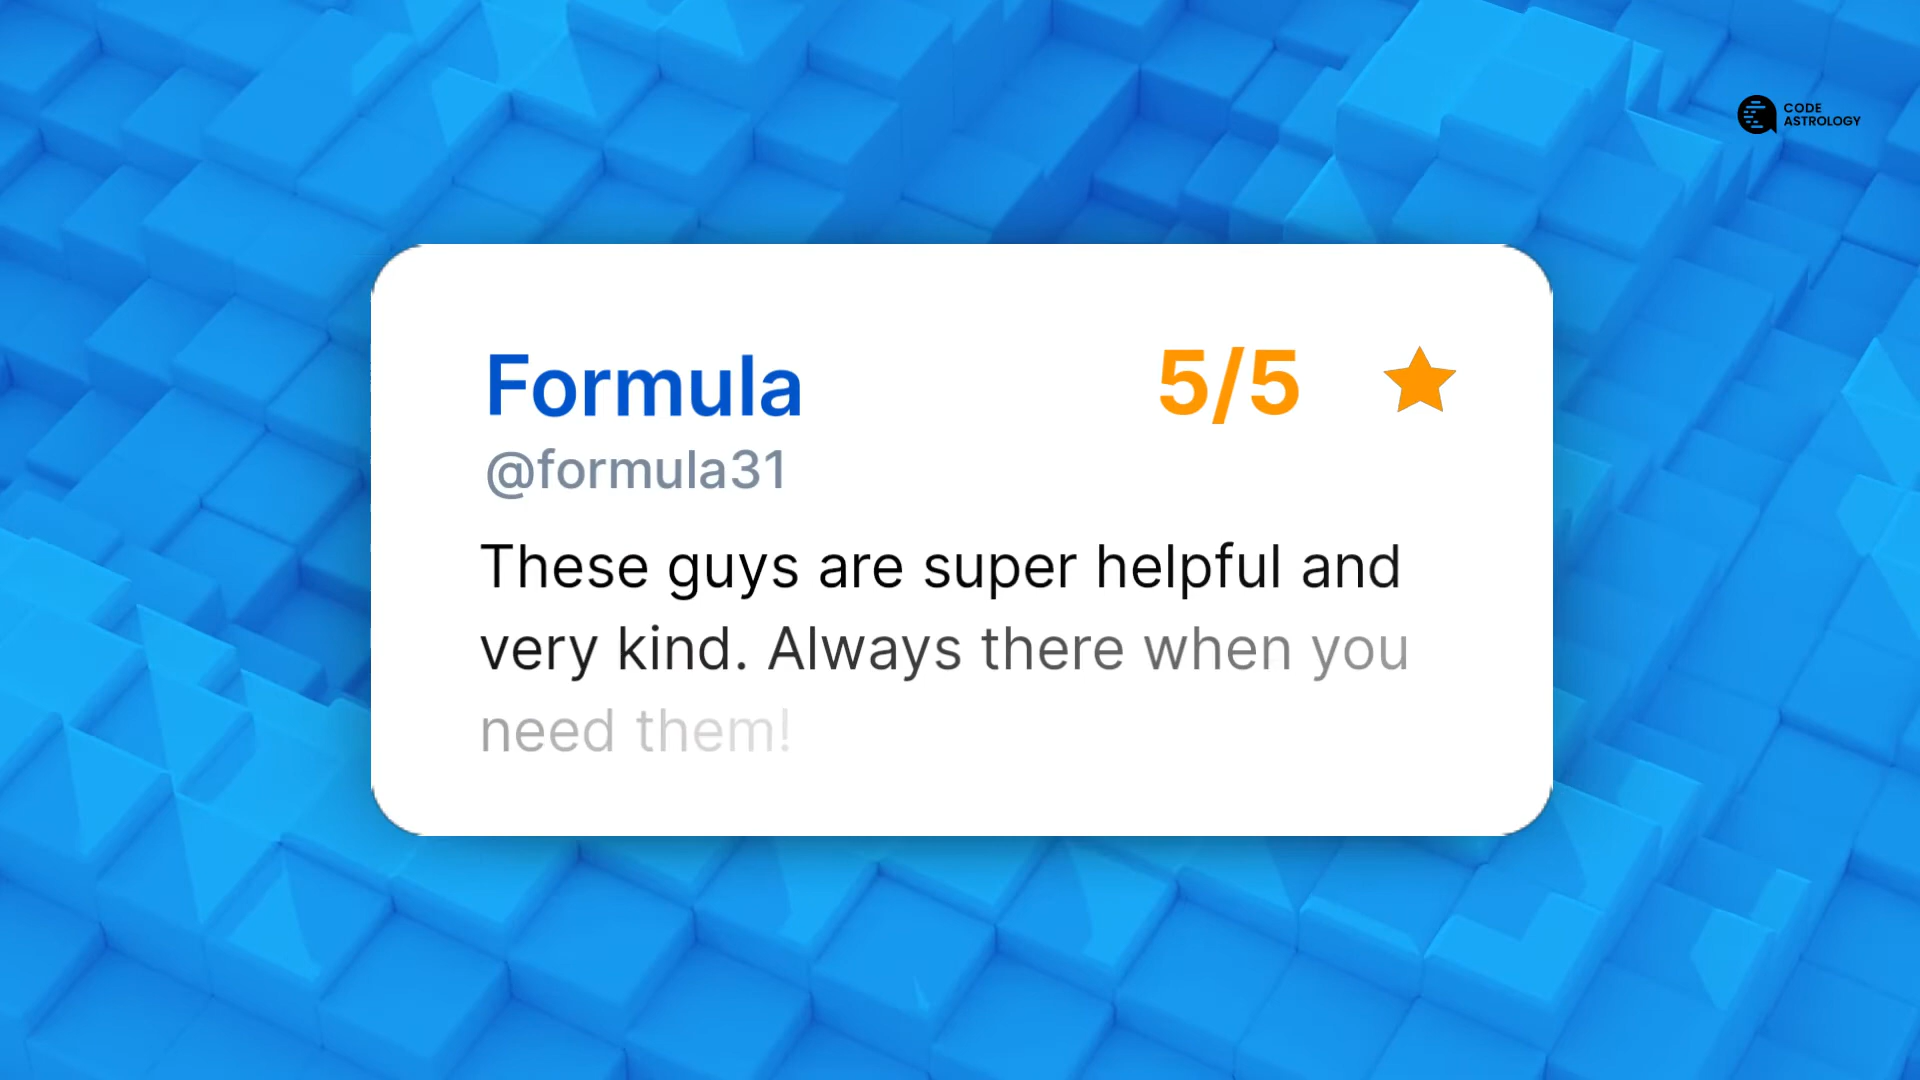 CODE
ASTROLOGY
Formula
5/5
@formula31
These guys are super helpful and
very kind. Always there when you
need them!